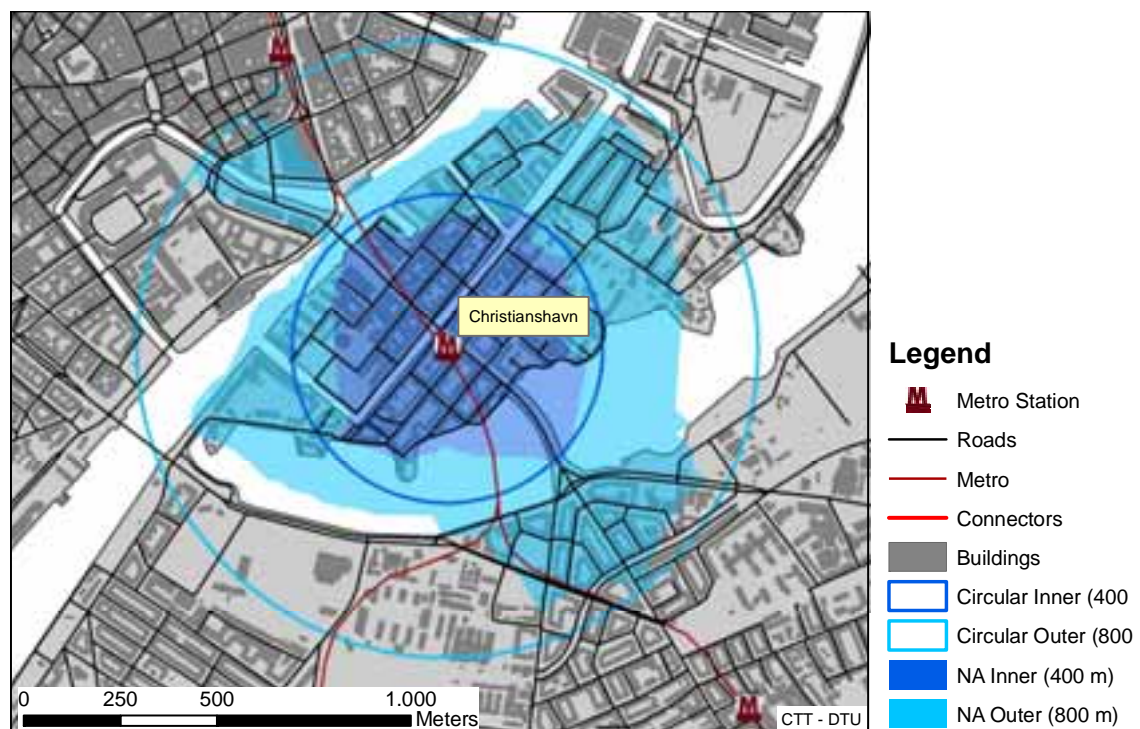 Christianshavn
0 250 500 1.000
Meters
CTT - DTU
Legend
Metro Station
Roads
Metro
Connectors
Buildings
Circular Inner (400
Circular Outer (800
NA Inner (400 m)
NA Outer (800 m)